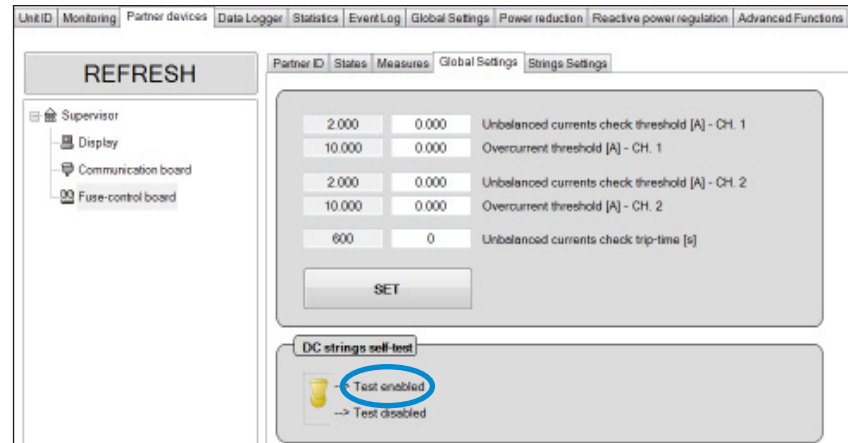 Unit ID Monitoring Partner devices Data Logger Statistics Event Log Global Settings Power reduction Reactive power regulation Advanced Functions
REFRESH
Supervisor
Display
Communication board
Fuse-control board
Partner ID States Measures Global Settings Strings Settings
2.000 0.000 Unbalanced currents check threshold [A] - CH. 1
10.000 0.000 Overcurrent threshold [A] - CH. 1
2.000 0.000 Unbalanced currents check threshold [A] - CH. 2
10.000 0.000 Overcurrent threshold [A] - CH. 2
600 0 Unbalanced currents check trip-time [s]
SET
DC strings self-test
--> Test enabled
--> Test disabled